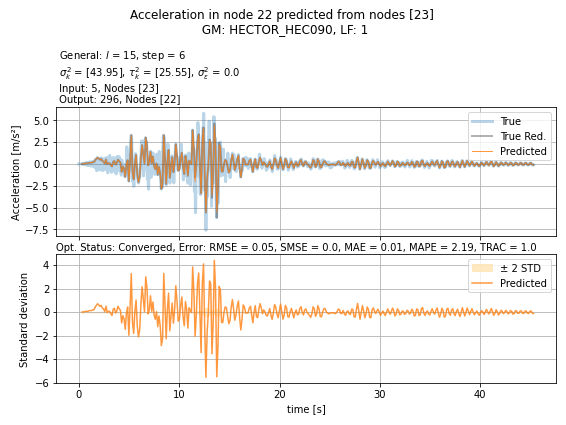 Acceleration in node 22 predicted from nodes [23]
GM: HECTOR_HEC090, LF: 1
General: l = 15, step = 6
σ²ₖ = [43.95], τ²ₖ = [25.55], σ²ε = 0.0
Input: 5, Nodes [23]
Output: 296, Nodes [22]
Acceleration [m/s²]
5.0
2.5
0.0
−2.5
−5.0
−7.5
True
True Red.
Predicted
Opt. Status: Converged, Error: RMSE = 0.05, SMSE = 0.0, MAE = 0.01, MAPE = 2.19, TRAC = 1.0
Standard deviation
4
2
0
−2
−4
−6
± 2 STD
Predicted
0 10 20 30 40
time [s]